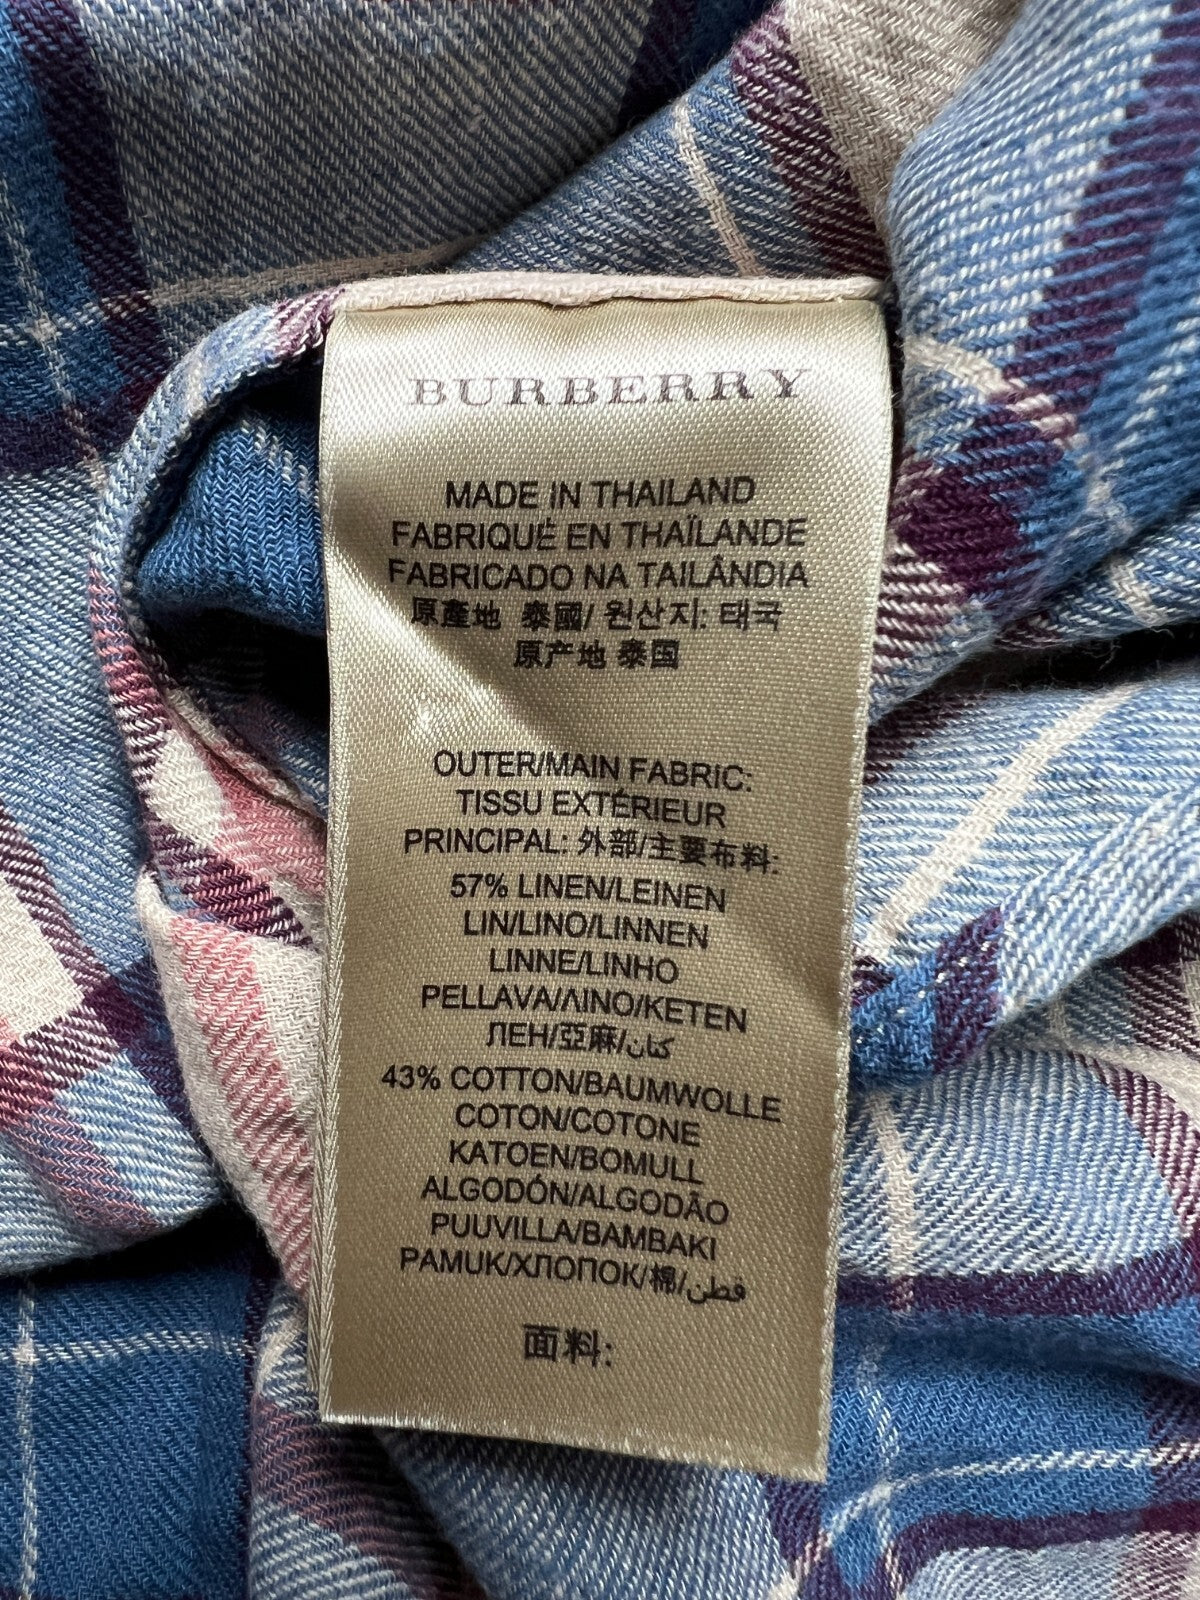 BURBERRY
MADE IN THAILAND
FABRIQUÉ EN THAÏLANDE
FABRICADO NA TAILÂNDIA
原產地 泰國/ 원산지: 태국
原产地 泰国
OUTER/MAIN FABRIC:
TISSU EXTÉRIEUR
PRINCIPAL: 外部/主要布料:
57% LINEN/LEINEN
LIN/LINO/LINNEN
LINNE/LINHO
PELLAVA/ΛΙΝΟ/KETEN
ЛЕН/亞麻/كتان
43% COTTON/BAUMWOLLE
COTON/COTONE
KATOEN/BOMULL
ALGODÓN/ALGODÃO
PUUVILLA/BAMBAKI
PAMUK/ХЛОПОК/棉/قطن
面料: